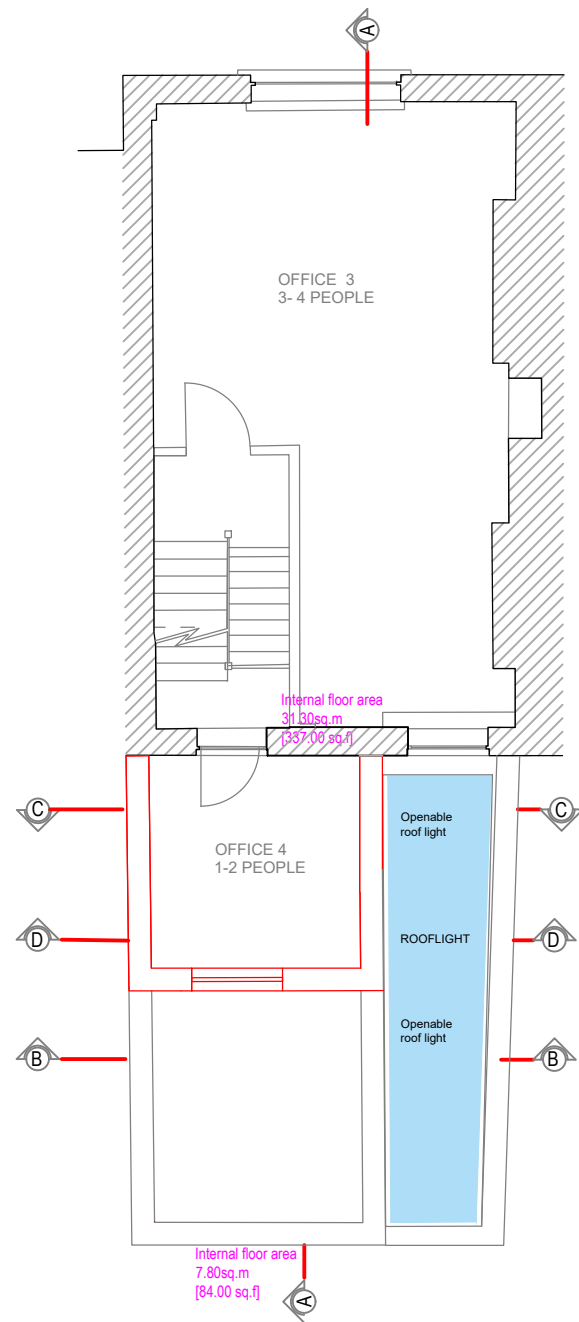 A
OFFICE 3
3- 4 PEOPLE
Internal floor area
31.30sq.m
[337.00 sq.f]
C
C
Openable
roof light
OFFICE 4
1-2 PEOPLE
D
ROOFLIGHT
D
Openable
roof light
B
B
Internal floor area
7.80sq.m
[84.00 sq.f]
A